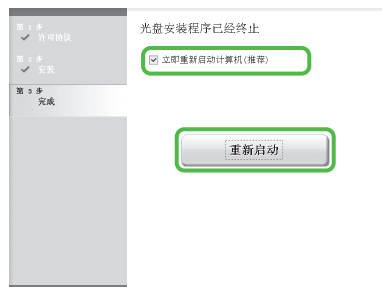 第 1 步
许可协议
第 2 步
安装
第 3 步
完成
光盘安装程序已经终止
立即重新启动计算机(推荐)
重新启动